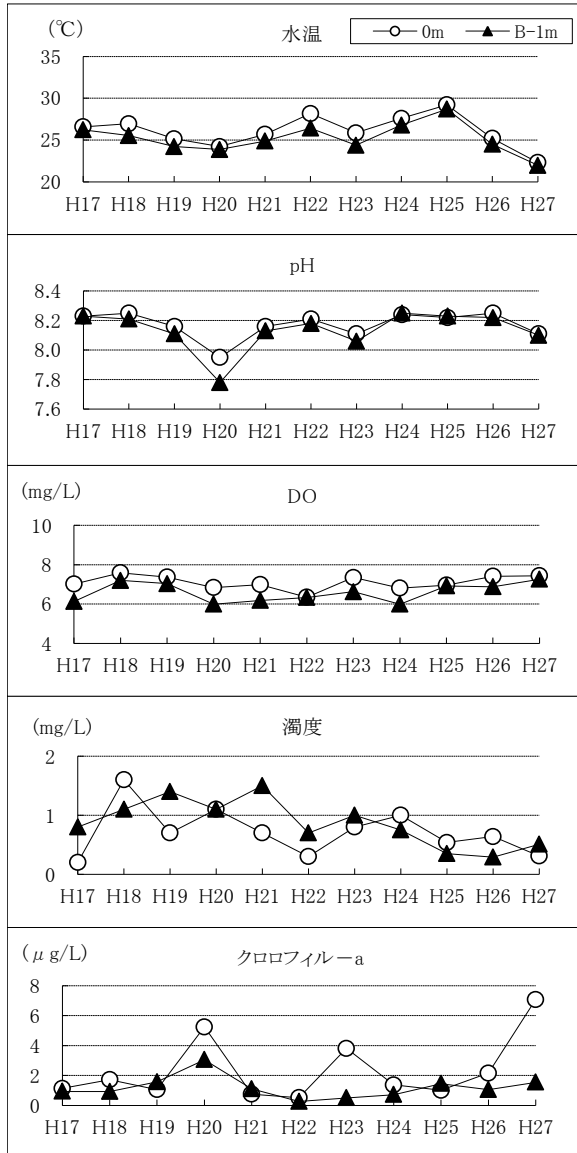 (℃)
水温
0m
B-1m
35
30
25
20
H17 H18 H19 H20 H21 H22 H23 H24 H25 H26 H27
pH
8.4
8.2
8.0
7.8
7.6
H17 H18 H19 H20 H21 H22 H23 H24 H25 H26 H27
(mg/L)
DO
10
8
6
4
H17 H18 H19 H20 H21 H22 H23 H24 H25 H26 H27
(mg/L)
濁度
2
1
0
H17 H18 H19 H20 H21 H22 H23 H24 H25 H26 H27
(μg/L)
クロロフィル－a
8
6
4
2
0
H17 H18 H19 H20 H21 H22 H23 H24 H25 H26 H27